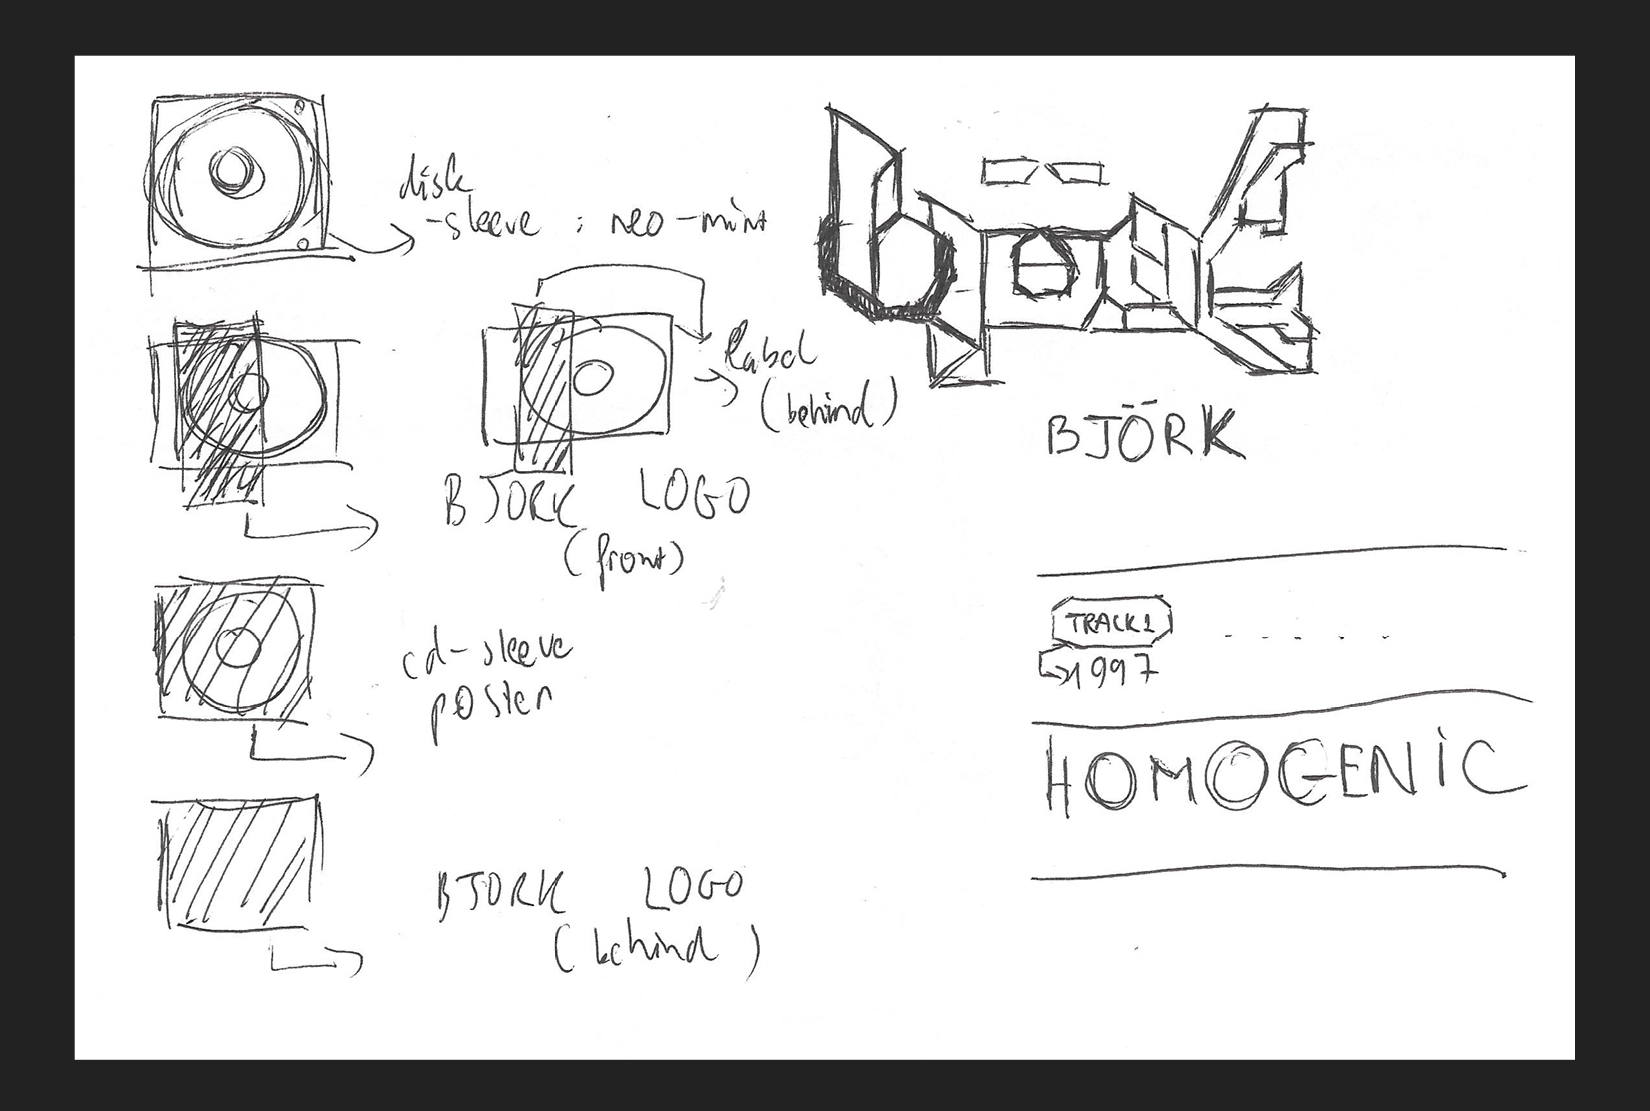 disk
-sleeve : neo-mint
label
(behind)
BJORK LOGO
(front)
cd-sleeve
poster
BJORK LOGO
(behind)
björk
BJÖRK
TRACK1
1997
HOMOGENIC